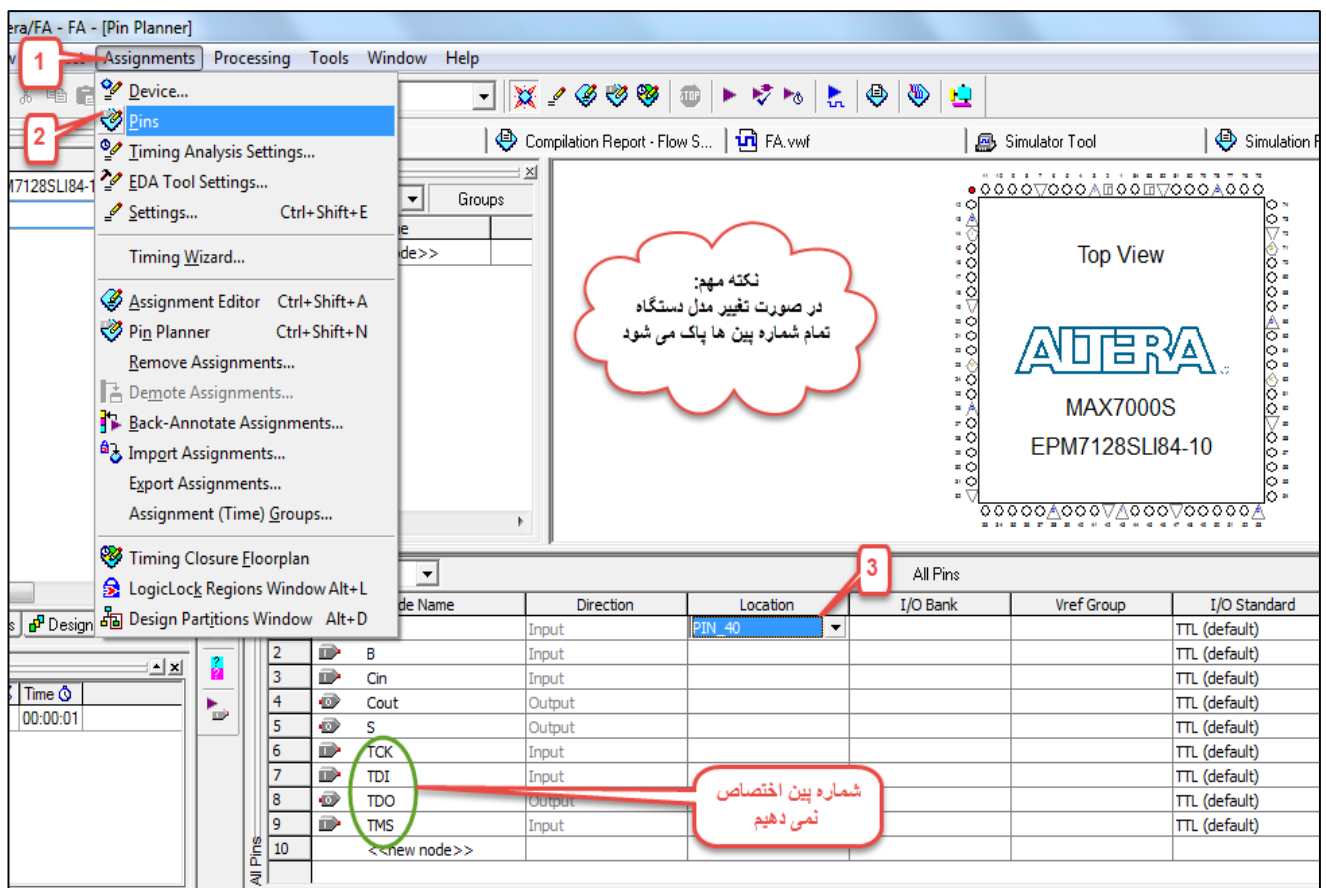 era/FA - FA - [Pin Planner]
1
Assignments Processing Tools Window Help
Device...
2
Pins
Timing Analysis Settings...
EDA Tool Settings...
Settings... Ctrl+Shift+E
Timing Wizard...
Assignment Editor Ctrl+Shift+A
Pin Planner Ctrl+Shift+N
Remove Assignments...
Demote Assignments...
Back-Annotate Assignments...
Import Assignments...
Export Assignments...
Assignment (Time) Groups...
Timing Closure Floorplan
LogicLock Regions Window Alt+L
Design Partitions Window Alt+D
STOP
Compilation Report - Flow S... FA.vwf Simulator Tool Simulation F
M7128SLI84-1
Groups
de>>
نکته مهم:
در صورت تغییر مدل دستگاه
تمام شماره پین ها پاک می شود
Top View
ALTERA
MAX7000S
EPM7128SLI84-10
3
All Pins
de Name Direction Location I/O Bank Vref Group I/O Standard
Input PIN_40 TTL (default)
2 B Input TTL (default)
3 Cin Input TTL (default)
4 Cout Output TTL (default)
5 S Output TTL (default)
6 TCK Input TTL (default)
7 TDI Input TTL (default)
8 TDO Output TTL (default)
9 TMS Input TTL (default)
10 <<new node>>
شماره پین اختصاص
نمی دهیم
s Design
Time
00:00:01
All Pins